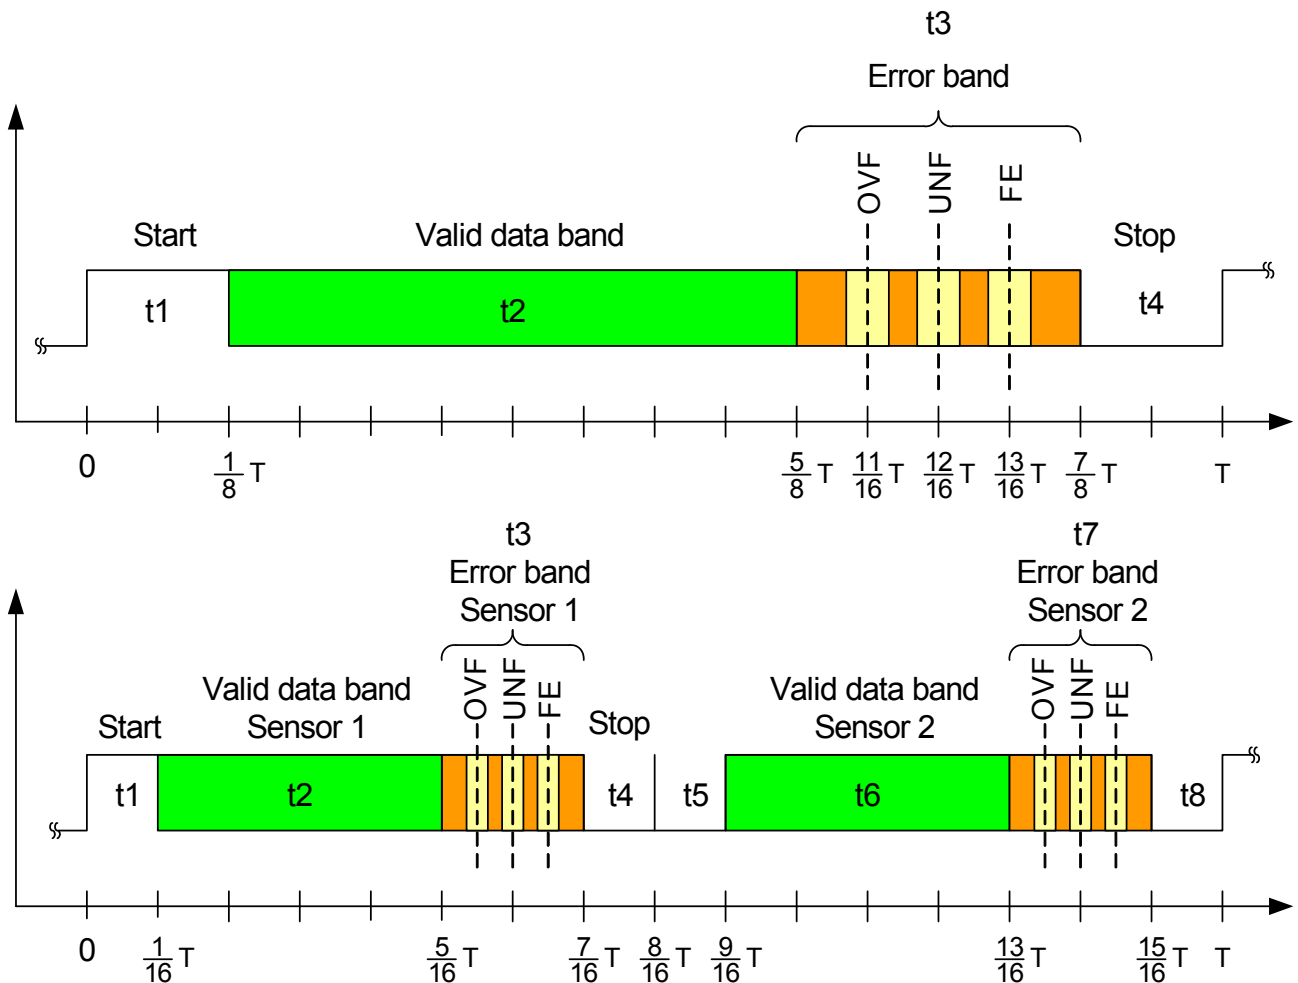 t3
Error band
OVF UNF FE
Start Valid data band Stop
t1 t2 t4
0 1/8 T 5/8 T 11/16 T 12/16 T 13/16 T 7/8 T T
t3 t7
Error band Error band
Sensor 1 Sensor 2
OVF UNF FE OVF UNF FE
Valid data band Valid data band
Start Sensor 1 Stop Sensor 2
t1 t2 t4 t5 t6 t8
0 1/16 T 5/16 T 7/16 T 8/16 T 9/16 T 13/16 T 15/16 T T